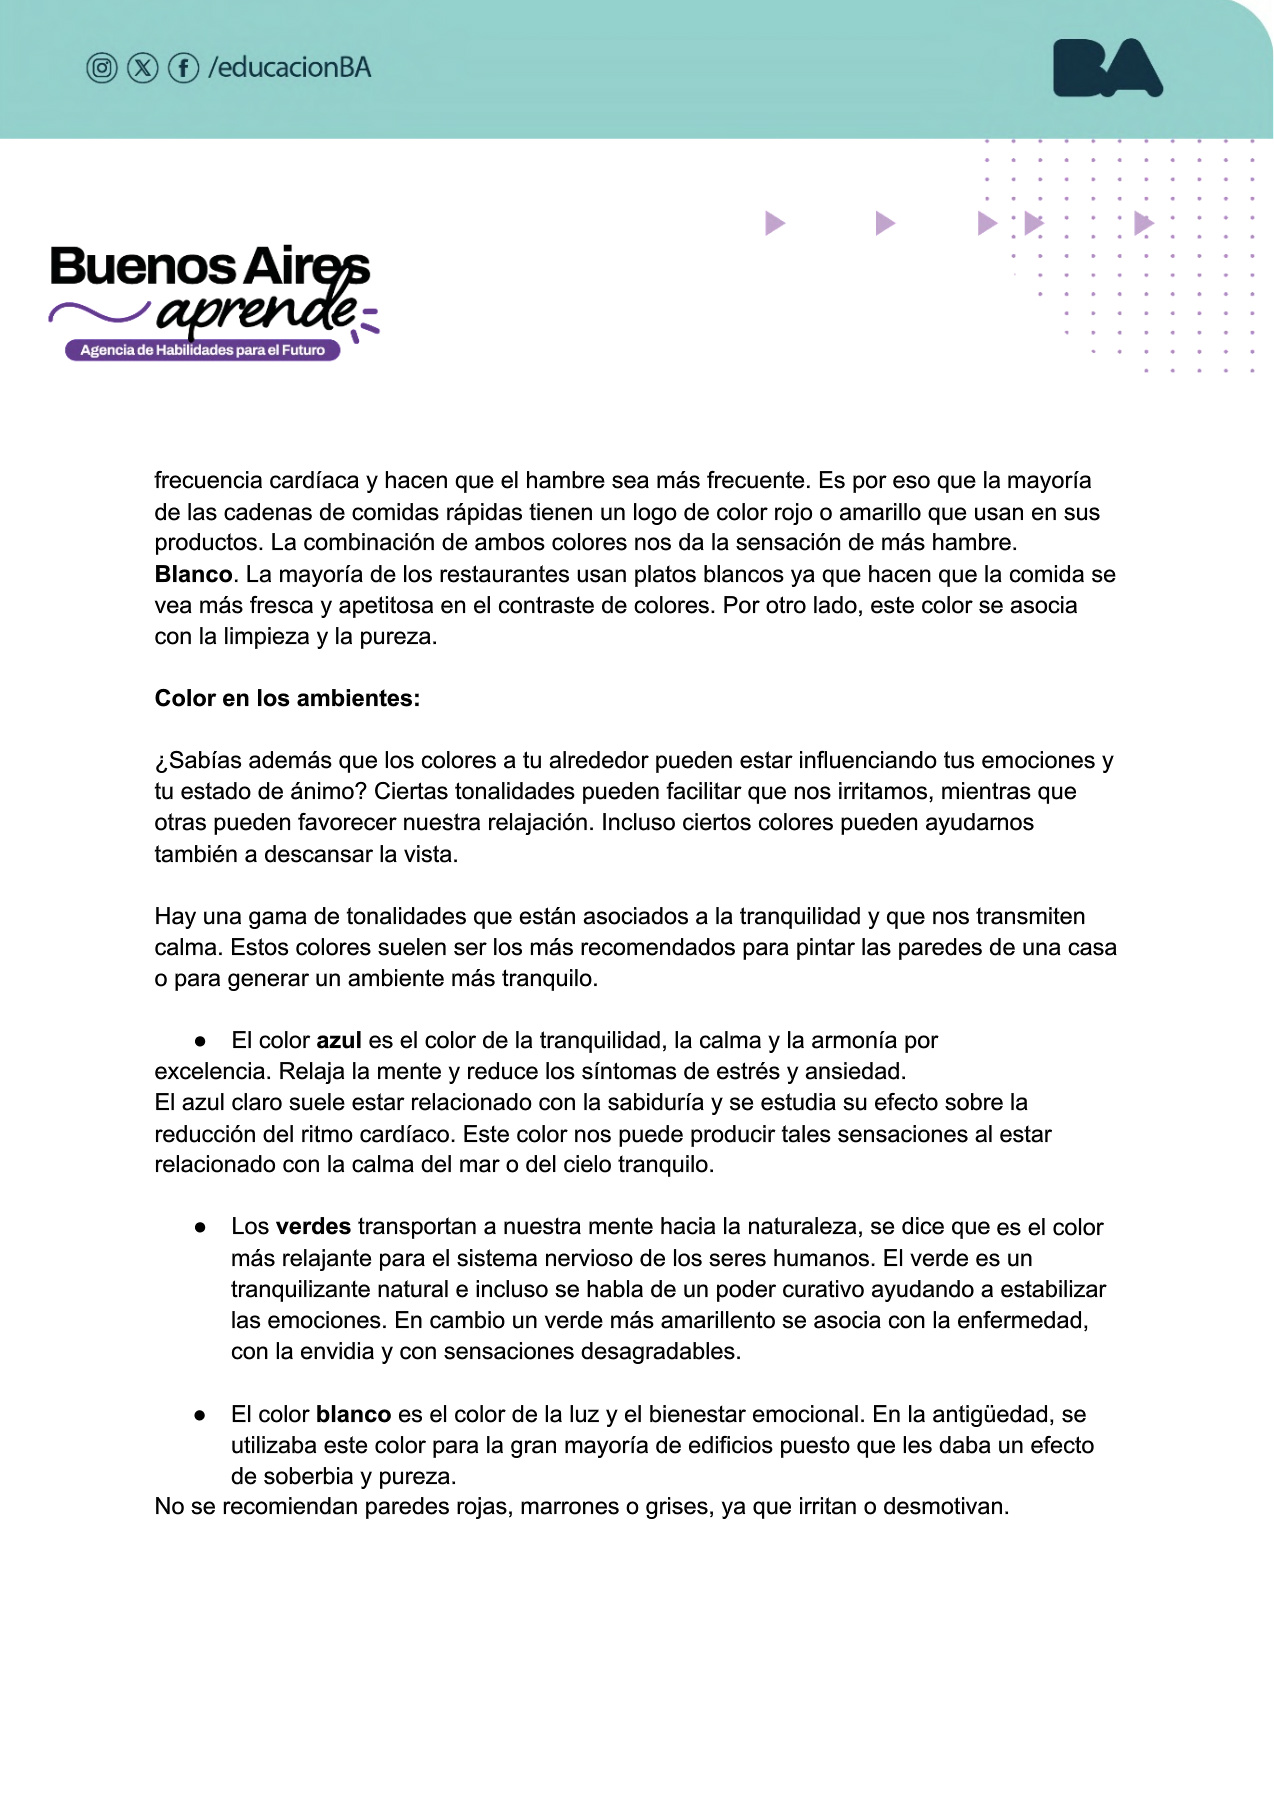 /educacionBA
BA
Buenos Aires
aprende
Agencia de Habilidades para el Futuro
frecuencia cardíaca y hacen que el hambre sea más frecuente. Es por eso que la mayoría
de las cadenas de comidas rápidas tienen un logo de color rojo o amarillo que usan en sus
productos. La combinación de ambos colores nos da la sensación de más hambre.
Blanco. La mayoría de los restaurantes usan platos blancos ya que hacen que la comida se
vea más fresca y apetitosa en el contraste de colores. Por otro lado, este color se asocia
con la limpieza y la pureza.
Color en los ambientes:
¿Sabías además que los colores a tu alrededor pueden estar influenciando tus emociones y
tu estado de ánimo? Ciertas tonalidades pueden facilitar que nos irritamos, mientras que
otras pueden favorecer nuestra relajación. Incluso ciertos colores pueden ayudarnos
también a descansar la vista.
Hay una gama de tonalidades que están asociados a la tranquilidad y que nos transmiten
calma. Estos colores suelen ser los más recomendados para pintar las paredes de una casa
o para generar un ambiente más tranquilo.
● El color azul es el color de la tranquilidad, la calma y la armonía por
excelencia. Relaja la mente y reduce los síntomas de estrés y ansiedad.
El azul claro suele estar relacionado con la sabiduría y se estudia su efecto sobre la
reducción del ritmo cardíaco. Este color nos puede producir tales sensaciones al estar
relacionado con la calma del mar o del cielo tranquilo.
● Los verdes transportan a nuestra mente hacia la naturaleza, se dice que es el color
más relajante para el sistema nervioso de los seres humanos. El verde es un
tranquilizante natural e incluso se habla de un poder curativo ayudando a estabilizar
las emociones. En cambio un verde más amarillento se asocia con la enfermedad,
con la envidia y con sensaciones desagradables.
● El color blanco es el color de la luz y el bienestar emocional. En la antigüedad, se
utilizaba este color para la gran mayoría de edificios puesto que les daba un efecto
de soberbia y pureza.
No se recomiendan paredes rojas, marrones o grises, ya que irritan o desmotivan.